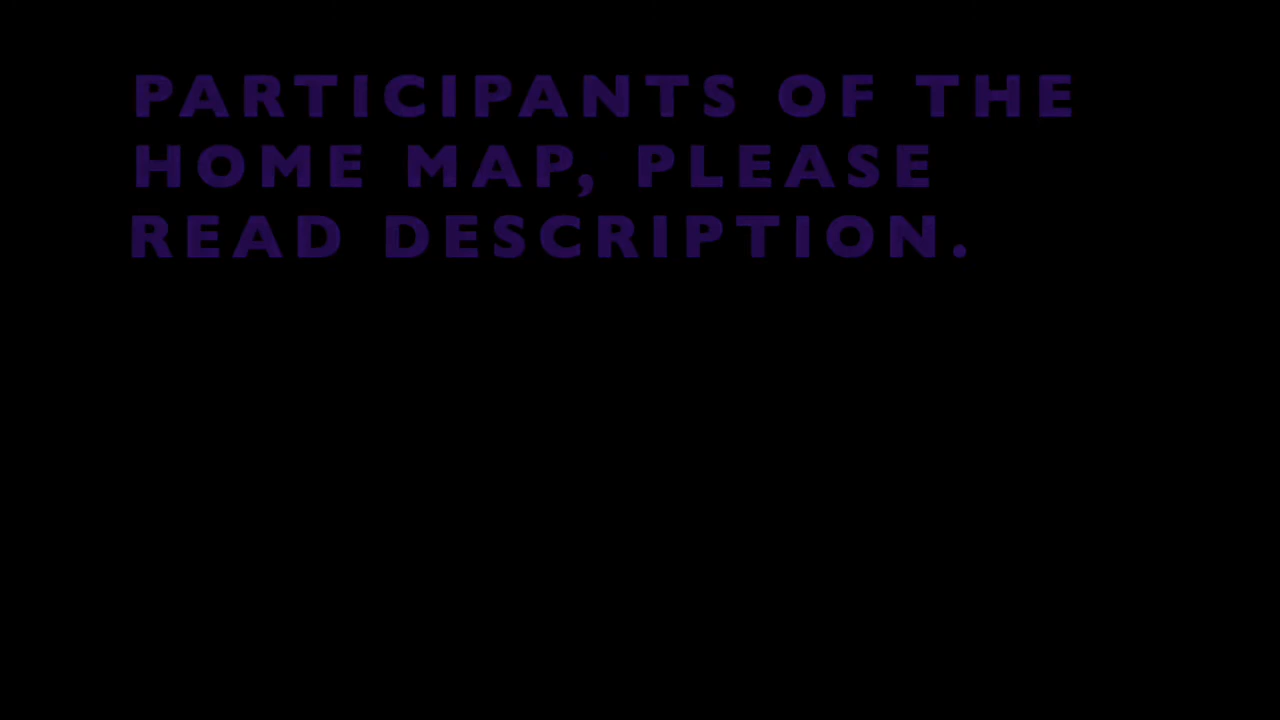 PARTICIPANTS OF THE
HOME MAP, PLEASE
READ DESCRIPTION.